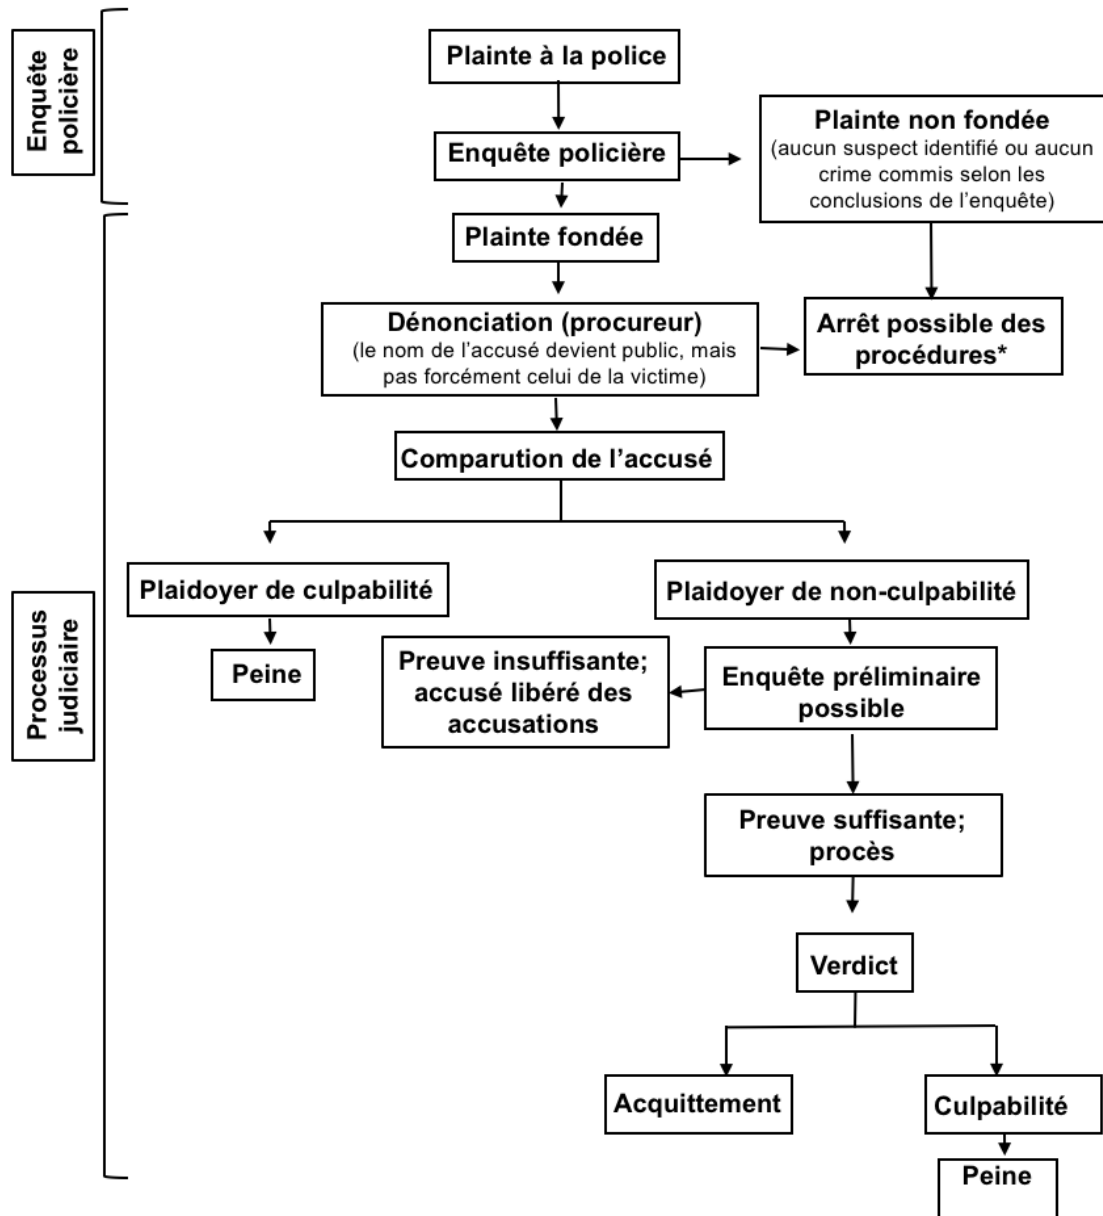 Enquête
policière
Plainte à la police
Enquête policière
Plainte non fondée
(aucun suspect identifié ou aucun
crime commis selon les
conclusions de l’enquête)
Plainte fondée
Dénonciation (procureur)
(le nom de l’accusé devient public, mais
pas forcément celui de la victime)
Arrêt possible des
procédures*
Comparution de l’accusé
Processus
judiciaire
Plaidoyer de culpabilité
Plaidoyer de non-culpabilité
Peine
Preuve insuffisante;
accusé libéré des
accusations
Enquête préliminaire
possible
Preuve suffisante;
procès
Verdict
Acquittement
Culpabilité
Peine